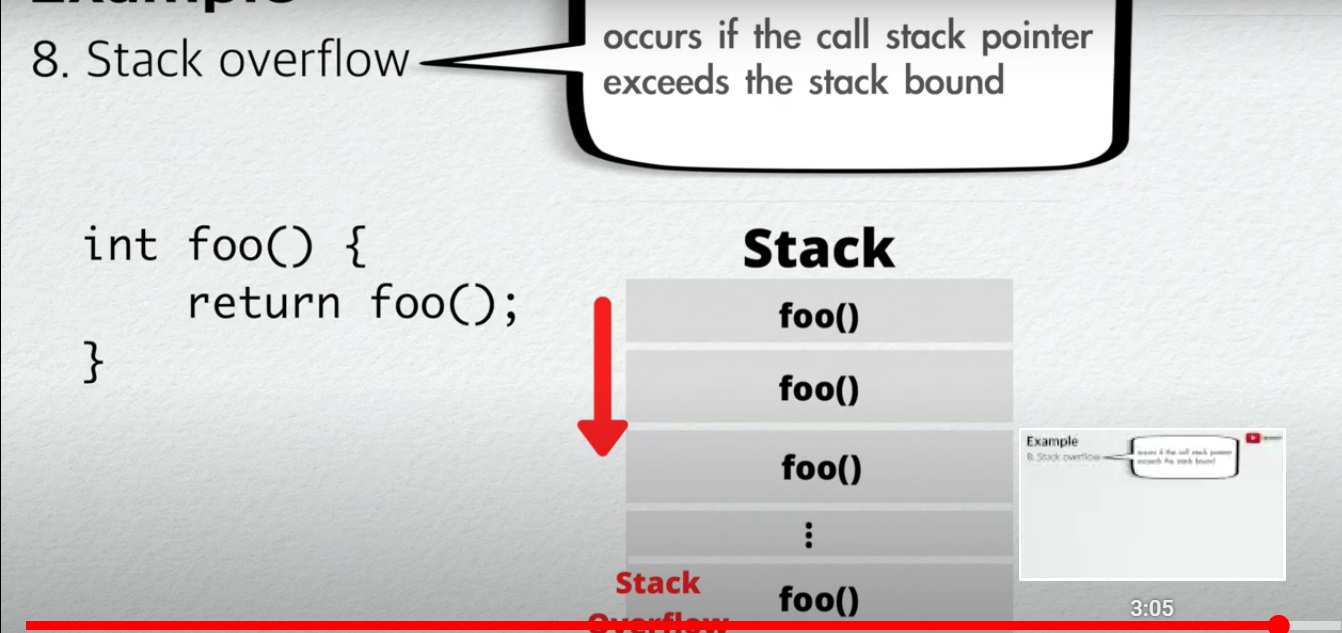 Example
8. Stack overflow
occurs if the call stack pointer
exceeds the stack bound
int foo() {
return foo();
}
Stack
foo()
foo()
foo()
⋮
foo()
Stack
Overflow
Example
8. Stack overflow
occurs if the call stack pointer
exceeds the stack bound
3:05